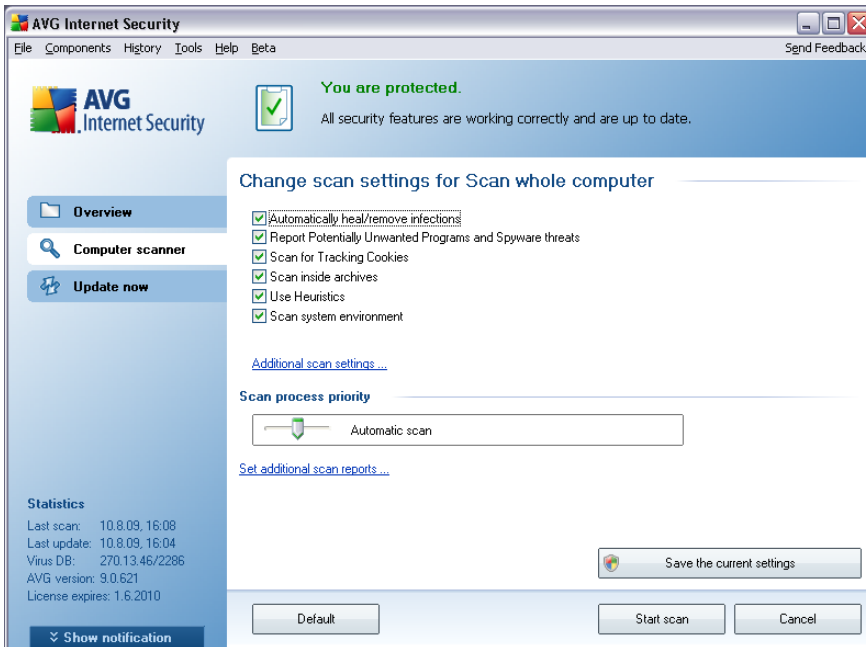 AVG Internet Security
File Components History Tools Help Beta Send Feedback
AVG
Internet Security
You are protected.
All security features are working correctly and are up to date.
Overview
Computer scanner
Update now
Change scan settings for Scan whole computer
Automatically heal/remove infections
Report Potentially Unwanted Programs and Spyware threats
Scan for Tracking Cookies
Scan inside archives
Use Heuristics
Scan system environment
Additional scan settings ...
Scan process priority
Automatic scan
Set additional scan reports ...
Statistics
Last scan: 10.8.09, 16:08
Last update: 10.8.09, 16:04
Virus DB: 270.13.46/2286
AVG version: 9.0.621
License expires: 1.6.2010
Show notification
Save the current settings
Default
Start scan
Cancel